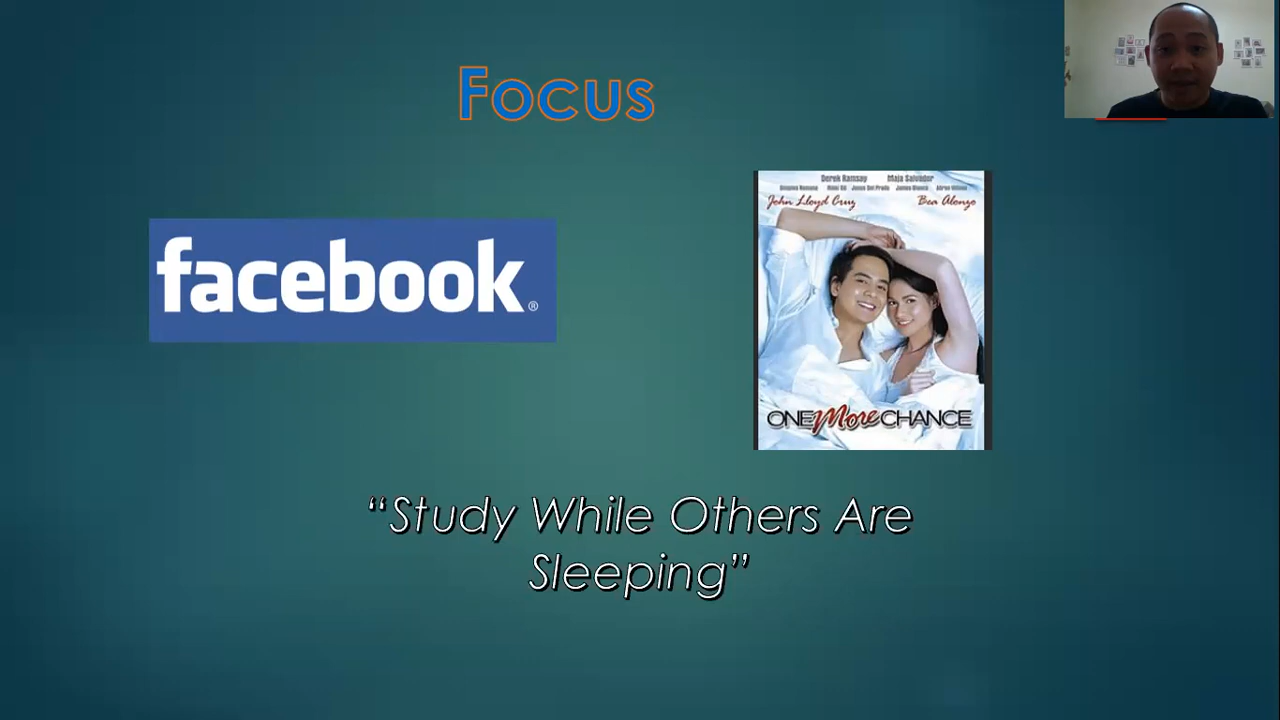 Focus
facebook®
Derek Ramsay Maja Salvador
John Lloyd Cruz Bea Alonzo
ONE More CHANCE
“Study While Others Are
Sleeping”